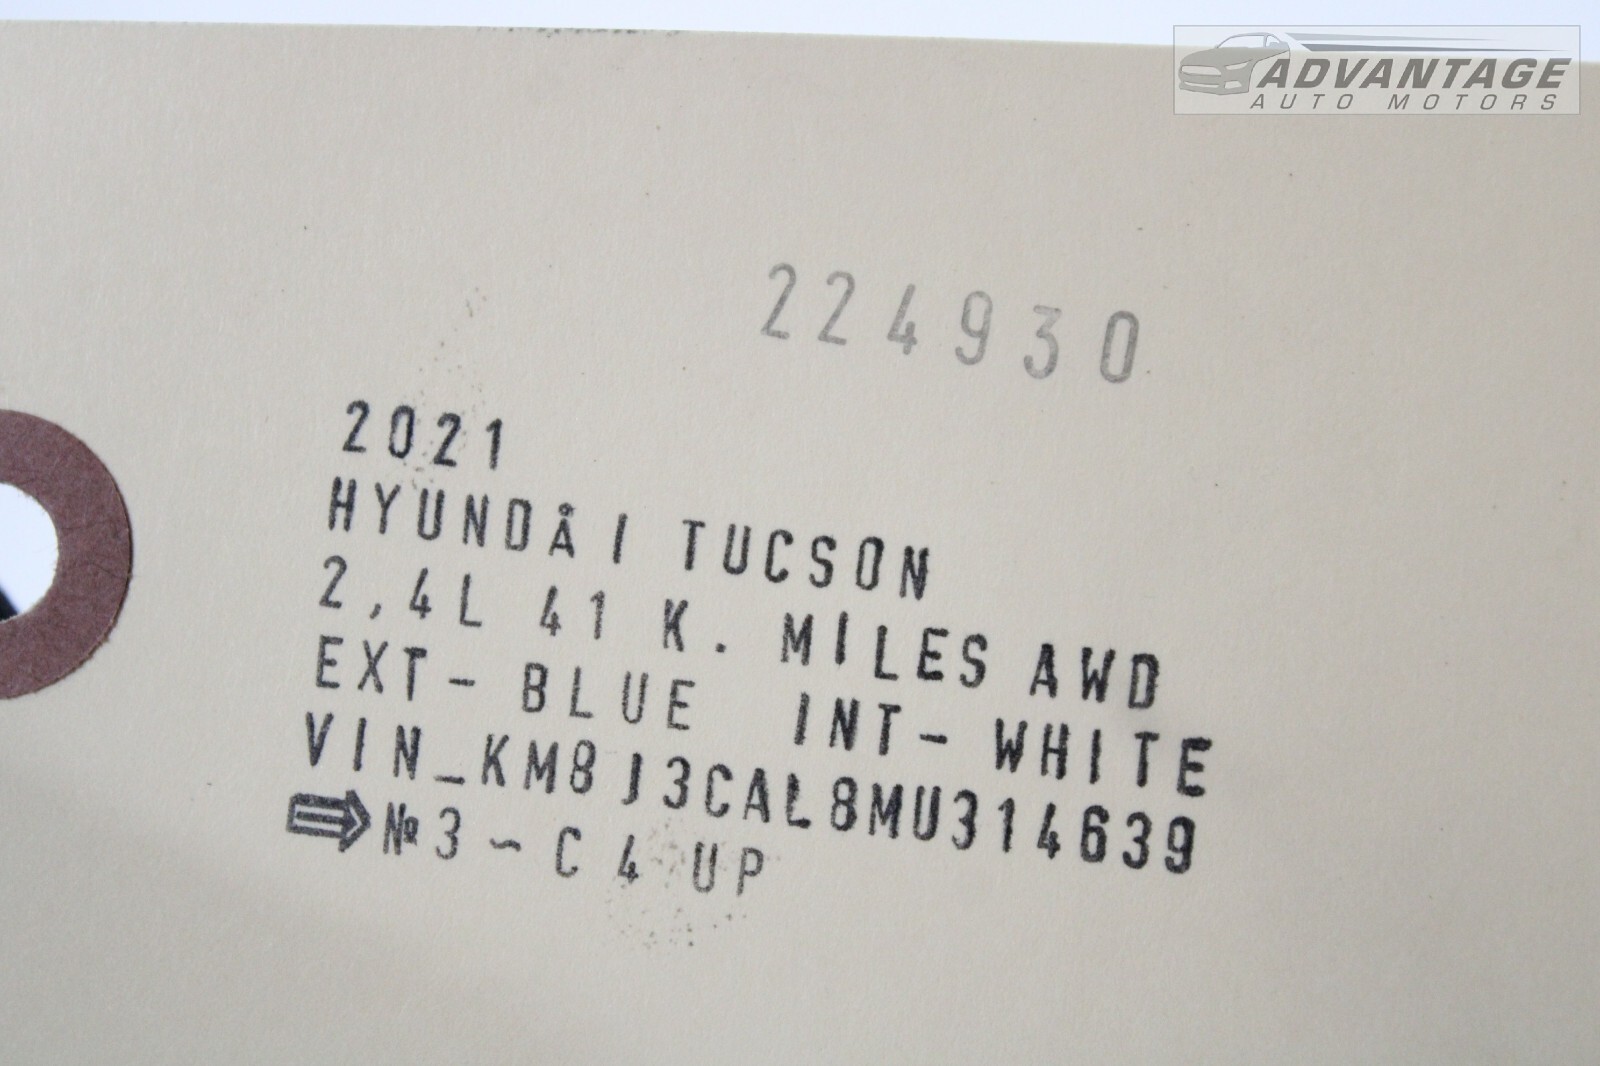 ADVANTAGE
AUTO MOTORS
224930
2021
HYUNDÅI TUCSON
2,4L 41 K. MILES AWD
EXT- BLUE INT- WHITE
VIN_KM8J3CAL8MU314639
⇒ №3 - C 4 UP